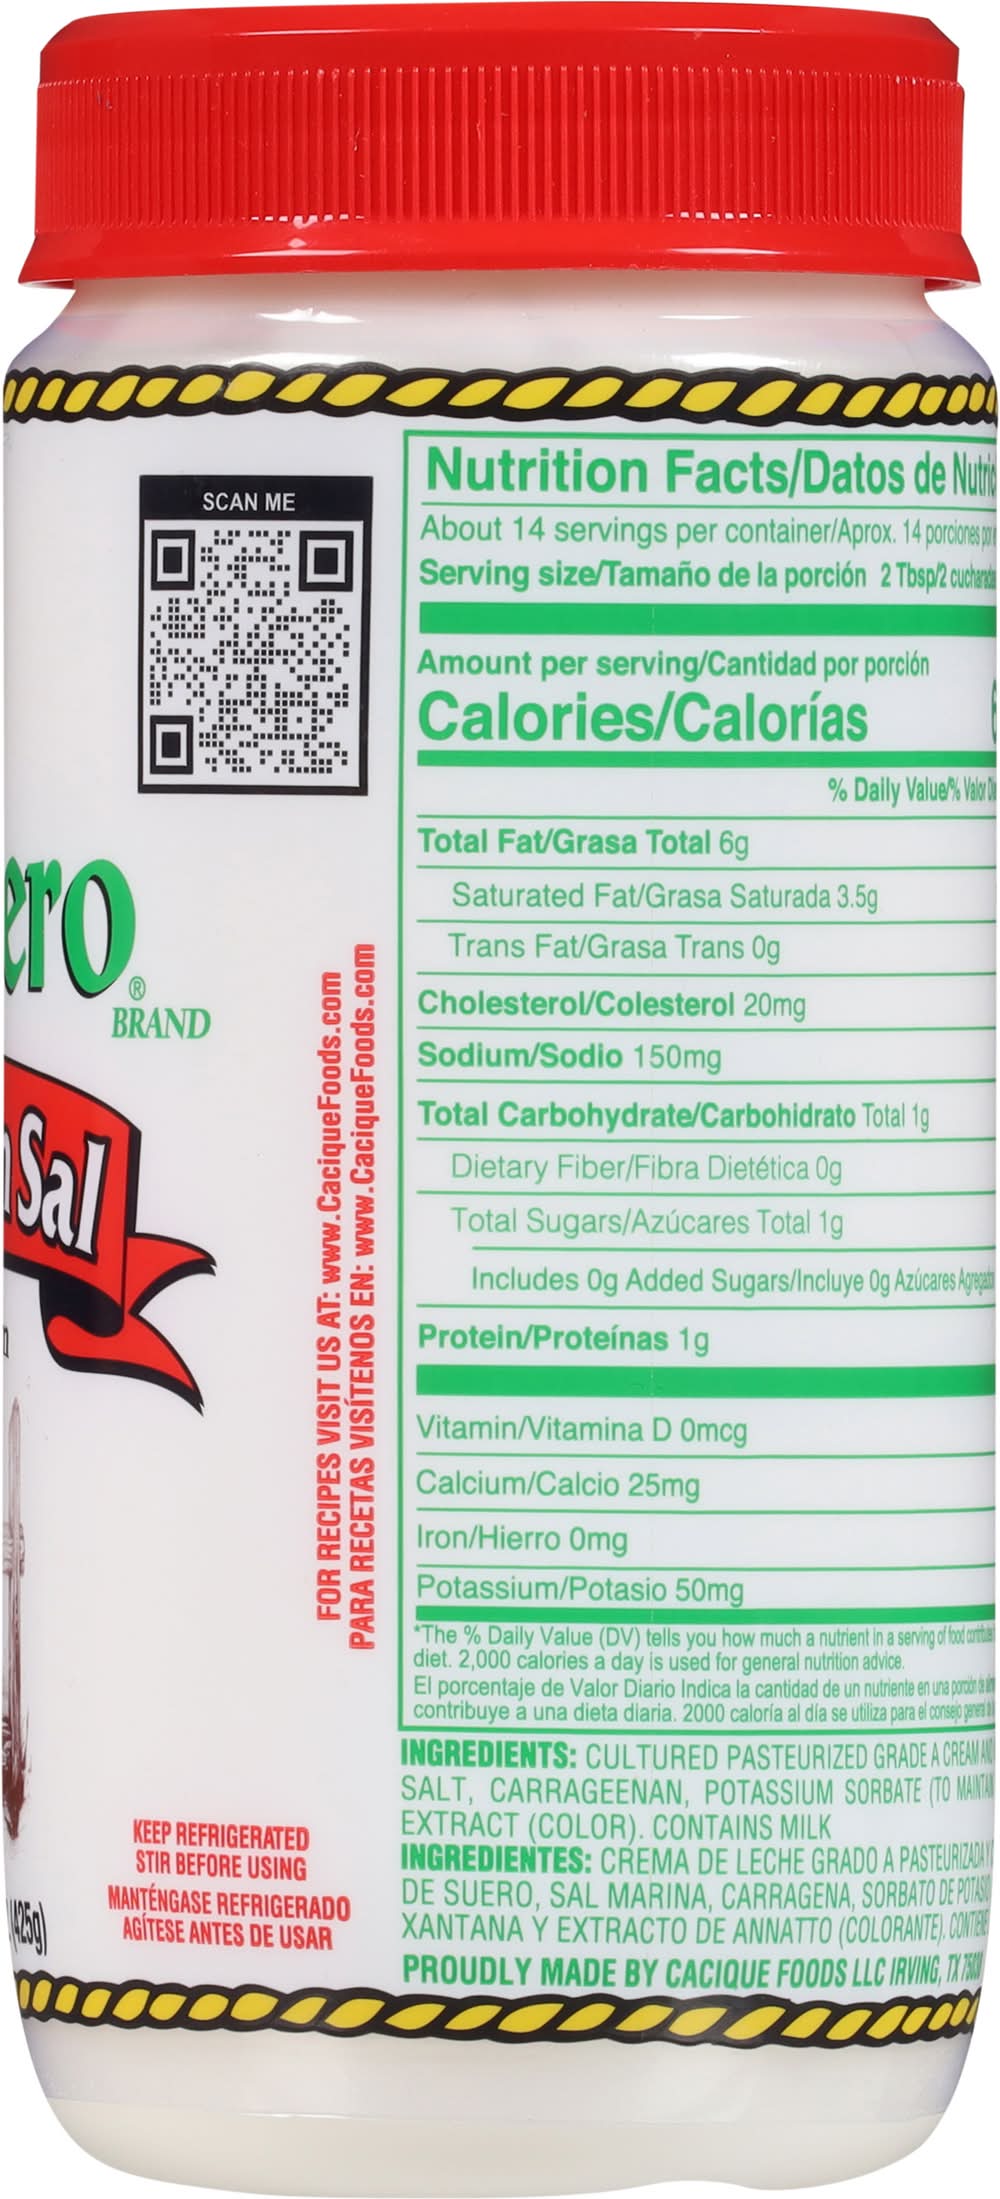 SCAN ME
ero®
BRAND
Sal
FOR RECIPES VISIT US AT: www.CaciqueFoods.com
PARA RECETAS VISÍTENOS EN: www.CaciqueFoods.com
KEEP REFRIGERATED
STIR BEFORE USING
MANTÉNGASE REFRIGERADO
AGÍTESE ANTES DE USAR
(425g)
Nutrition Facts/Datos de
About 14 servings per container/Aprox. 14 porciones por
Serving size/Tamaño de la porción 2 Tbsp/2
Amount per serving/Cantidad por porción
Calories/Calorías
% Daily Value/% Valor
Total Fat/Grasa Total 6g
Saturated Fat/Grasa Saturada 3.5g
Trans Fat/Grasa Trans 0g
Cholesterol/Colesterol 20mg
Sodium/Sodio 150mg
Total Carbohydrate/Carbohidrato Total 1g
Dietary Fiber/Fibra Dietética 0g
Total Sugars/Azúcares Total 1g
Includes 0g Added Sugars/Incluye 0g Azúcares
Protein/Proteínas 1g
Vitamin/Vitamina D 0mcg
Calcium/Calcio 25mg
Iron/Hierro 0mg
Potassium/Potasio 50mg
*The % Daily Value (DV) tells you how much a nutrient in a serving of food
diet. 2,000 calories a day is used for general nutrition advice.
El porcentaje de Valor Diario Indica la cantidad de un nutriente en una porción de
contribuye a una dieta diaria. 2000 caloría al día se utiliza para el consejo general
INGREDIENTS: CULTURED PASTEURIZED GRADE A CREAM AND
SALT, CARRAGEENAN, POTASSIUM SORBATE (TO MAINTAIN
EXTRACT (COLOR). CONTAINS MILK
INGREDIENTES: CREMA DE LECHE GRADO A PASTEURIZADA Y
DE SUERO, SAL MARINA, CARRAGENA, SORBATO DE
XANTANA Y EXTRACTO DE ANNATTO (COLORANTE).
PROUDLY MADE BY CACIQUE FOODS LLC IRVING, TX